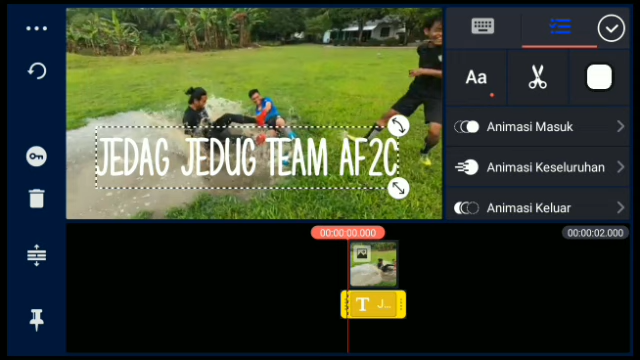 Aa
JEDAG JEDUG TEAM AF2C
Animasi Masuk
Animasi Keseluruhan
Animasi Keluar
00:00:00.000
00:00:02.000
T J...